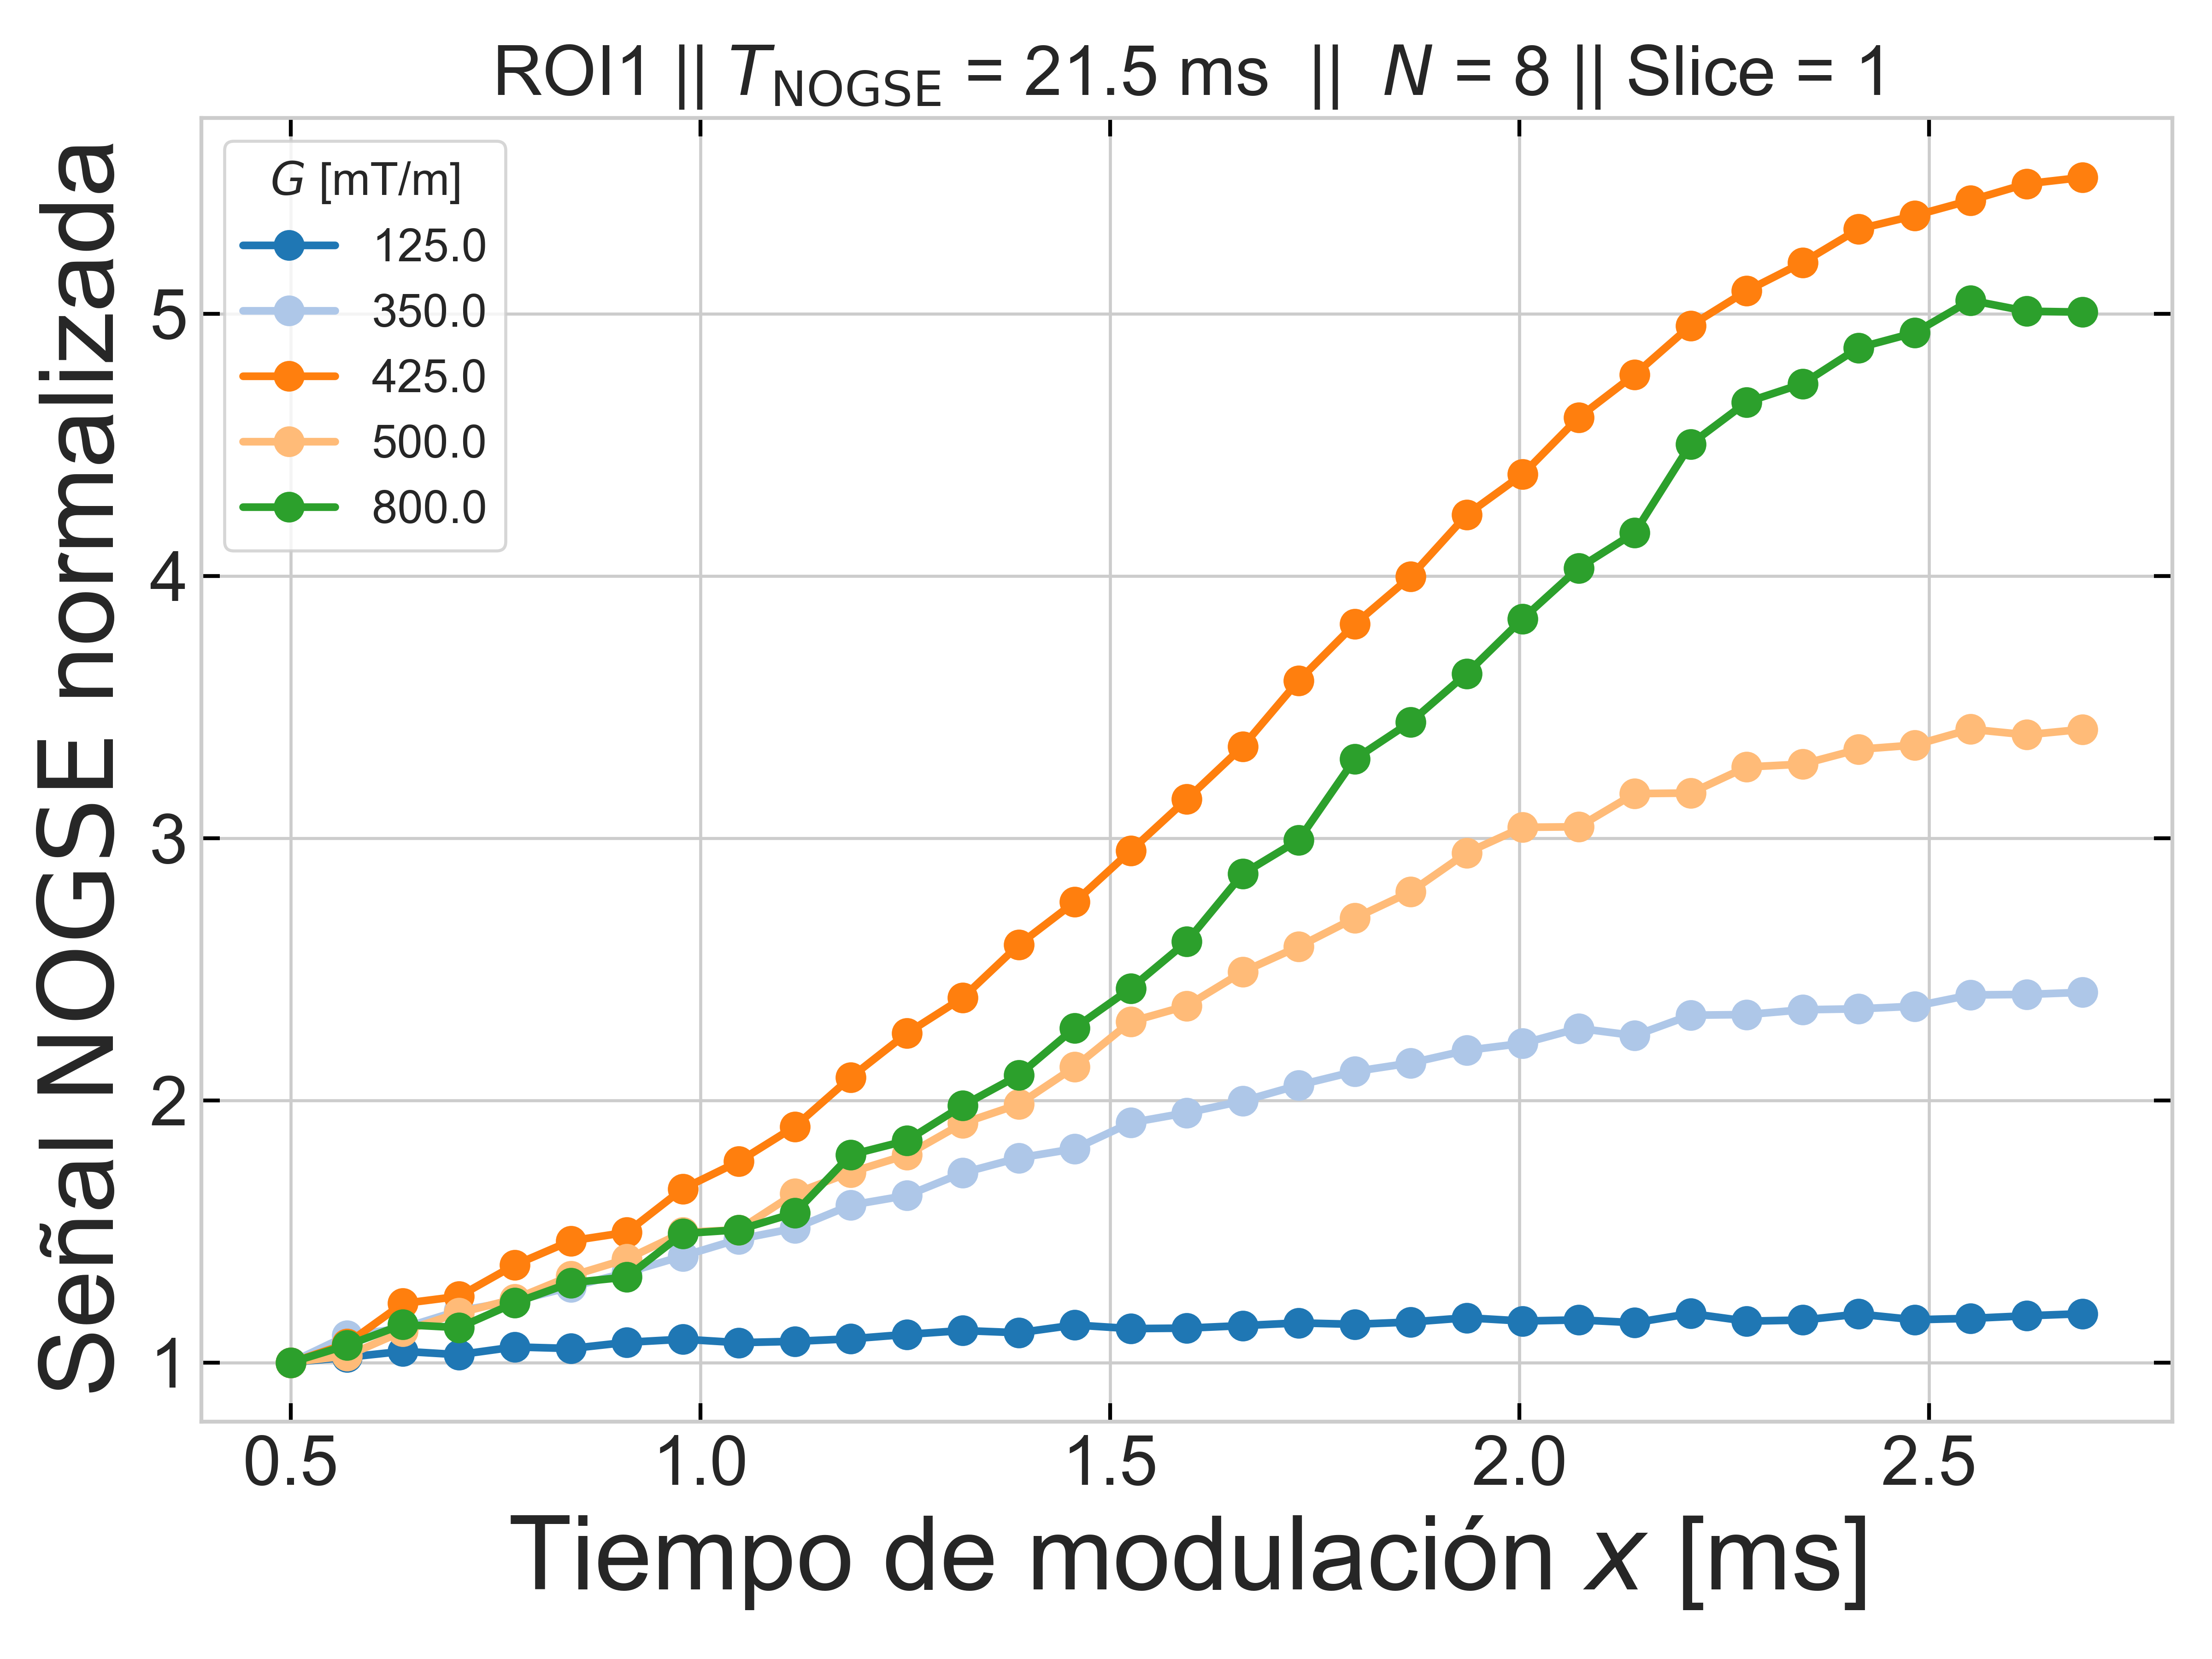 ROI1 || T_NOGSE = 21.5 ms || N = 8 || Slice = 1
Señal NOGSE normalizada
G [mT/m]
125.0
350.0
425.0
500.0
800.0
5
4
3
2
1
0.5 1.0 1.5 2.0 2.5
Tiempo de modulación x [ms]